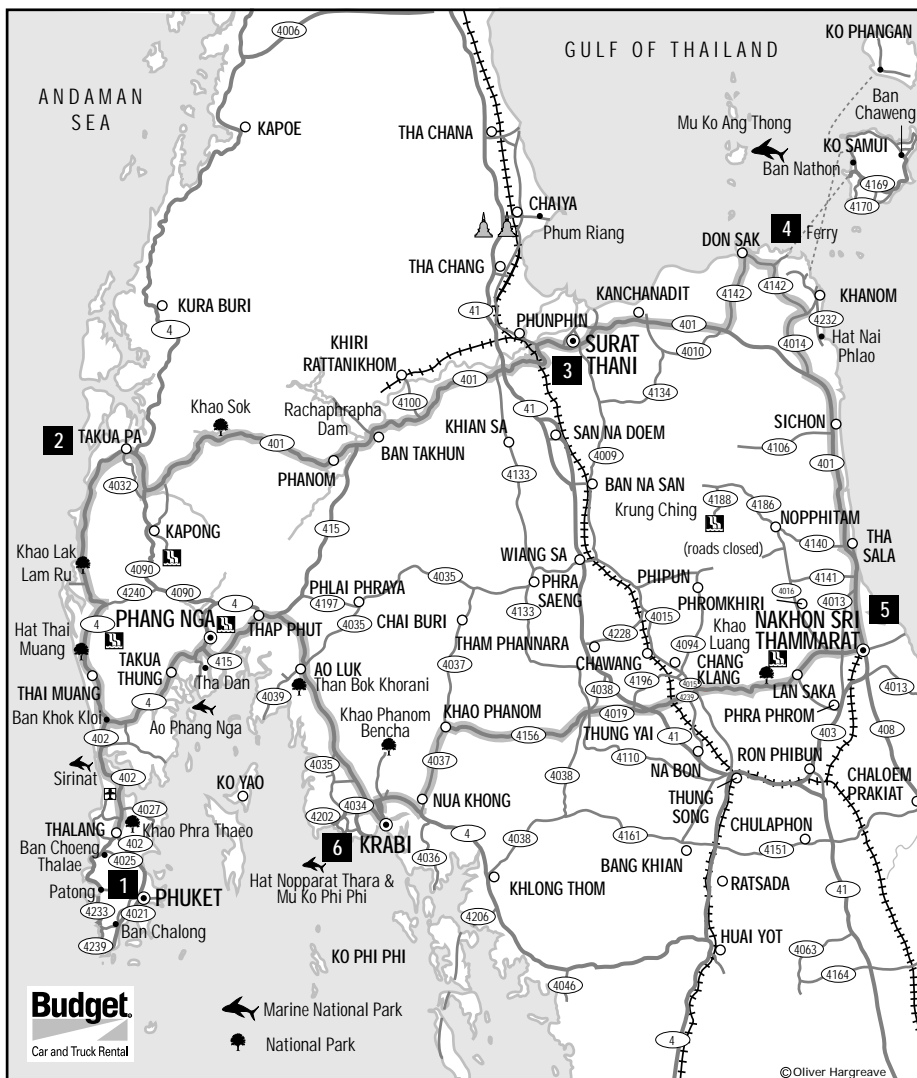 4006
GULF OF THAILAND
KO PHANGAN
ANDAMAN
SEA
KAPOE
THA CHANA
Mu Ko Ang Thong
Ban
Chaweng
KO SAMUI
Ban Nathon
4169
4170
CHAIYA
Phum Riang
4
Ferry
DON SAK
THA CHANG
4142
4142
KURA BURI
KANCHANADIT
KHANOM
4
41
PHUNPHIN
401
4232
KHIRI
RATTANIKHOM
SURAT
THANI
4010
4014
Hat Nai
Phlao
3
401
4100
4134
Khao Sok
Rachaphrapha
Dam
41
SICHON
2
TAKUA PA
401
KHIAN SA
SAN NA DOEM
BAN TAKHUN
4106
PHANOM
4009
401
4032
4133
BAN NA SAN
4188
4186
Krung Ching
NOPPHITAM
KAPONG
415
(roads closed)
THA
SALA
4140
Khao Lak
Lam Ru
WIANG SA
4090
PHLAI PHRAYA
4035
PHRA
SAENG
PHIPUN
4141
4240
4090
4016
4013
PHANG NGA
4
4197
4035
CHAI BURI
4133
4015
PHROMKHIRI
NAKHON SRI
THAMMARAT
5
4
THAP PHUT
THAM PHANNARA
4228
4094
Khao
Luang
Hat Thai
Muang
TAKUA
THUNG
415
Tha Dan
AO LUK
Than Bok Khorani
4037
CHAWANG
4196
CHANG
KLANG
4015
4239
THAI MUANG
4
4039
4038
LAN SAKA
4013
Ban Khok Kloi
Ao Phang Nga
Khao Phanom
Bencha
KHAO PHANOM
4156
4019
PHRA PHROM
402
THUNG YAI
41
403
408
Sirinat
402
4035
4037
4110
NA BON
RON PHIBUN
CHALOEM
PRAKIAT
KO YAO
4038
THUNG
SONG
4027
4034
NUA KHONG
THALANG
402
Khao Phra Thaeo
4202
KRABI
6
4
4038
4161
CHULAPHON
Ban Choeng
Thalae
4025
4036
4151
BANG KHIAN
Hat Nopparat Thara &
Mu Ko Phi Phi
KHLONG THOM
Patong
1
PHUKET
RATSADA
41
4233
4021
4206
Ban Chalong
4239
HUAI YOT
4063
KO PHI PHI
4164
4046
Budget®
Car and Truck Rental
Marine National Park
National Park
4
©Oliver Hargreave